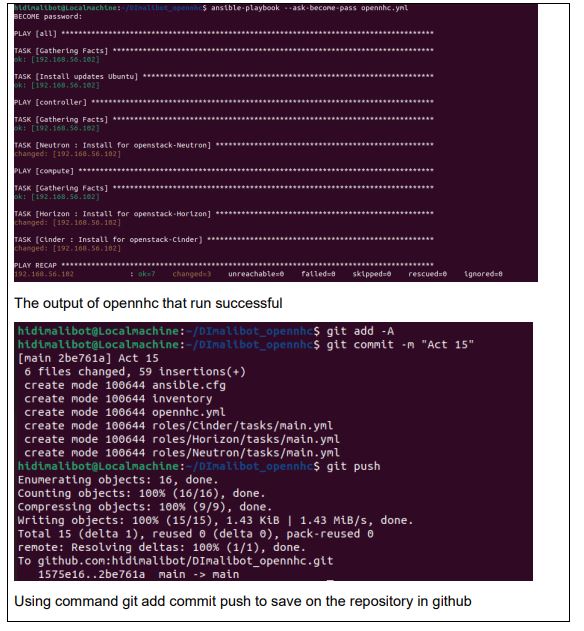 hidimalibot@Localmachine:~/DImalibot_opennhc$ ansible-playbook --ask-become-pass opennhc.yml
BECOME password:
PLAY [all] *********************************************************************
TASK [Gathering Facts] *********************************************************************
ok: [192.168.56.102]
TASK [Install updates Ubuntu] *********************************************************************
ok: [192.168.56.102]
PLAY [controller] *********************************************************************
TASK [Gathering Facts] *********************************************************************
ok: [192.168.56.102]
TASK [Neutron : Install for openstack-Neutron] **************************************************
changed: [192.168.56.102]
PLAY [compute] *********************************************************************
TASK [Gathering Facts] *********************************************************************
ok: [192.168.56.102]
TASK [Horizon : Install for openstack-Horizon] **************************************************
changed: [192.168.56.102]
TASK [Cinder : Install for openstack-Cinder] ****************************************************
changed: [192.168.56.102]
PLAY RECAP *********************************************************************
192.168.56.102 : ok=7 changed=3 unreachable=0 failed=0 skipped=0 rescued=0 ignored=0
The output of opennhc that run successful
hidimalibot@Localmachine:~/DImalibot_opennhc$ git add -A
hidimalibot@Localmachine:~/DImalibot_opennhc$ git commit -m "Act 15"
[main 2be761a] Act 15
6 files changed, 59 insertions(+)
create mode 100644 ansible.cfg
create mode 100644 inventory
create mode 100644 opennhc.yml
create mode 100644 roles/Cinder/tasks/main.yml
create mode 100644 roles/Horizon/tasks/main.yml
create mode 100644 roles/Neutron/tasks/main.yml
hidimalibot@Localmachine:~/DImalibot_opennhc$ git push
Enumerating objects: 16, done.
Counting objects: 100% (16/16), done.
Compressing objects: 100% (9/9), done.
Writing objects: 100% (15/15), 1.43 KiB | 1.43 MiB/s, done.
Total 15 (delta 1), reused 0 (delta 0), pack-reused 0
remote: Resolving deltas: 100% (1/1), done.
To github.com:hidimalibot/DImalibot_opennhc.git
1575e16..2be761a main -> main
Using command git add commit push to save on the repository in github